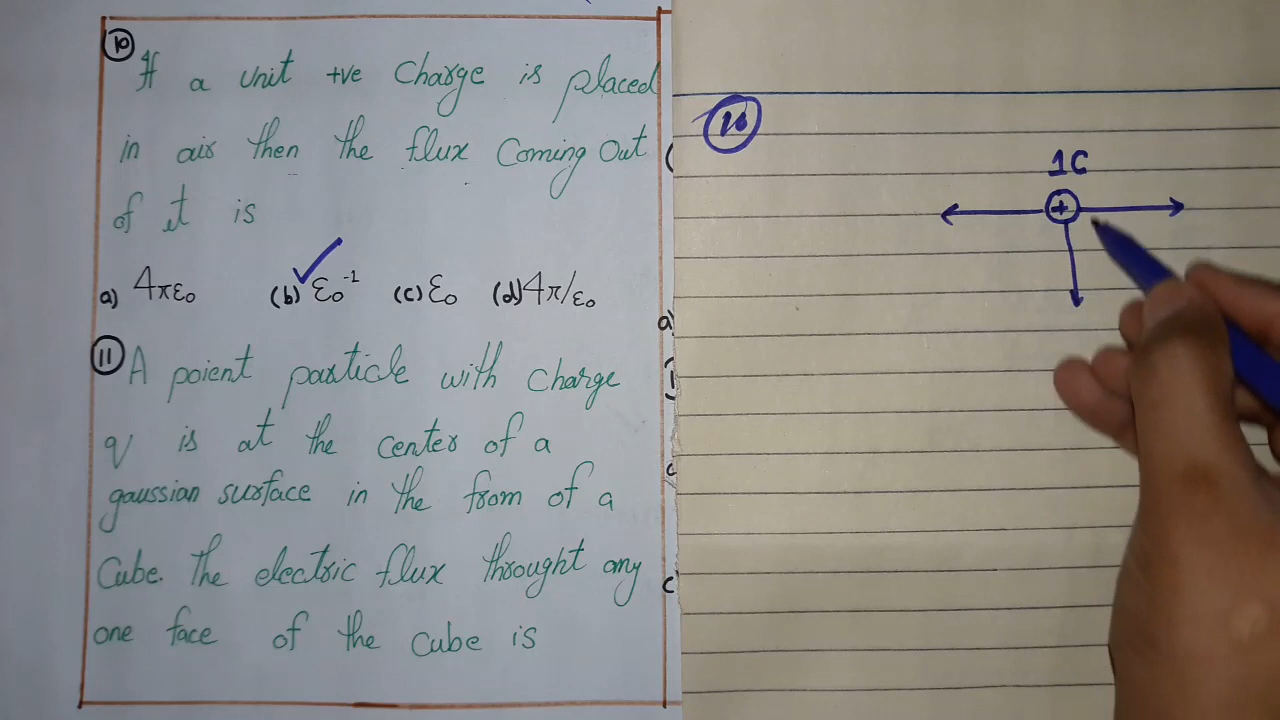 10
If a unit +ve charge is placed
in air then the flux coming out
of it is
a) 4πε₀ (b) ε₀⁻¹ (c) ε₀ (d) 4π/ε₀
11 A poient particle with charge
q is at the center of a
gaussian surface in the from of a
Cube. The electric flux throught any
one face of the cube is
10
1C
+